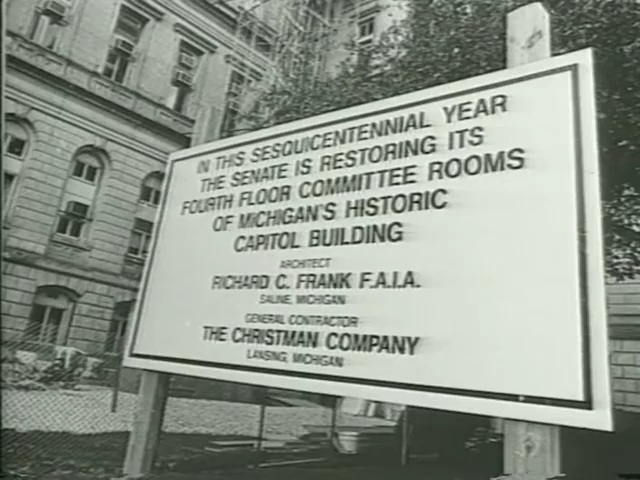 IN THIS SESQUICENTENNIAL YEAR
THE SENATE IS RESTORING ITS
FOURTH FLOOR COMMITTEE ROOMS
OF MICHIGAN'S HISTORIC
CAPITOL BUILDING
ARCHITECT
RICHARD C. FRANK F.A.I.A.
SALINE, MICHIGAN
GENERAL CONTRACTOR
THE CHRISTMAN COMPANY
LANSING, MICHIGAN